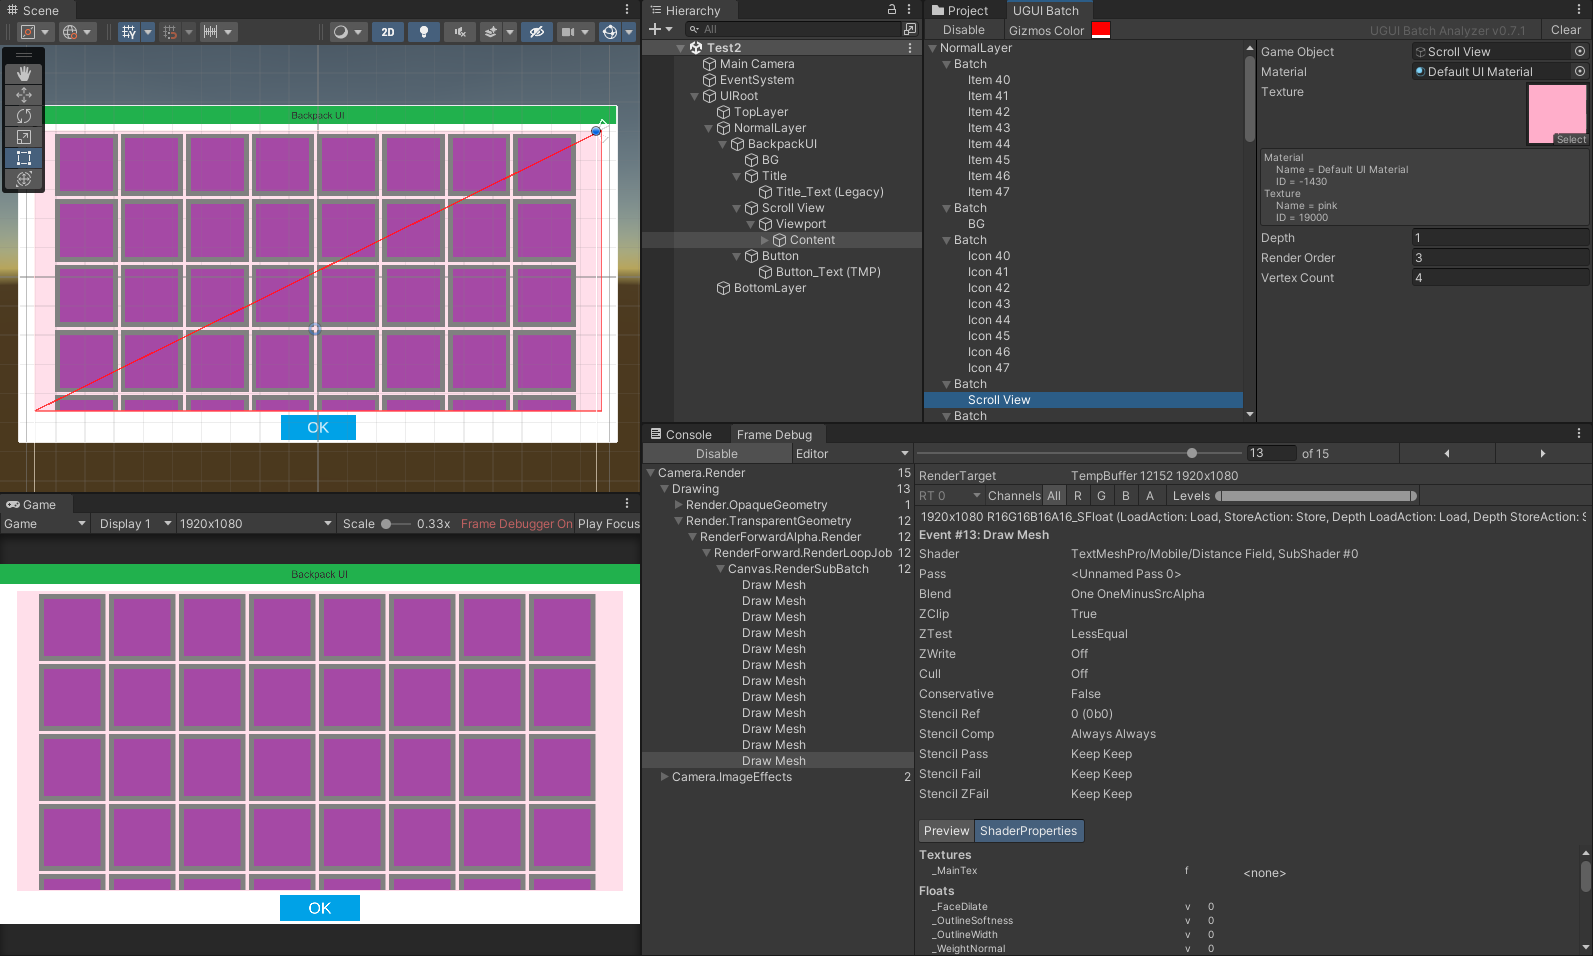 Scene
2D
Backpack UI
OK
Game
Game
Display 1
1920x1080
Scale
0.33x
Frame Debugger On
Play Focus
Backpack UI
OK
Hierarchy
All
Test2
Main Camera
EventSystem
UIRoot
TopLayer
NormalLayer
BackpackUI
BG
Title
Title_Text (Legacy)
Scroll View
Viewport
Content
Button
Button_Text (TMP)
BottomLayer
Project
UGUI Batch
Disable
Gizmos Color
UGUI Batch Analyzer v0.7.1
Clear
NormalLayer
Batch
Item 40
Item 41
Item 42
Item 43
Item 44
Item 45
Item 46
Item 47
Batch
BG
Batch
Icon 40
Icon 41
Icon 42
Icon 43
Icon 44
Icon 45
Icon 46
Icon 47
Batch
Scroll View
Batch
Game Object
Scroll View
Material
Default UI Material
Texture
Select
Material
Name = Default UI Material
ID = -1430
Texture
Name = pink
ID = 19000
Depth 1
Render Order 3
Vertex Count 4
Console
Frame Debug
Disable
Editor
13 of 15
Camera.Render 15
Drawing 13
Render.OpaqueGeometry 1
Render.TransparentGeometry 12
RenderForwardAlpha.Render 12
RenderForward.RenderLoopJob 12
Canvas.RenderSubBatch 12
Draw Mesh
Draw Mesh
Draw Mesh
Draw Mesh
Draw Mesh
Draw Mesh
Draw Mesh
Draw Mesh
Draw Mesh
Draw Mesh
Draw Mesh
Draw Mesh
Camera.ImageEffects 2
RenderTarget TempBuffer 12152 1920x1080
RT 0 Channels All R G B A Levels
1920x1080 R16G16B16A16_SFloat (LoadAction: Load, StoreAction: Store, Depth LoadAction: Load, Depth StoreAction: S
Event #13: Draw Mesh
Shader TextMeshPro/Mobile/Distance Field, SubShader #0
Pass <Unnamed Pass 0>
Blend One OneMinusSrcAlpha
ZClip True
ZTest LessEqual
ZWrite Off
Cull Off
Conservative False
Stencil Ref 0 (0b0)
Stencil Comp Always Always
Stencil Pass Keep Keep
Stencil Fail Keep Keep
Stencil ZFail Keep Keep
Preview ShaderProperties
Textures
_MainTex f <none>
Floats
_FaceDilate v 0
_OutlineSoftness v 0
_OutlineWidth v 0
_WeightNormal v 0